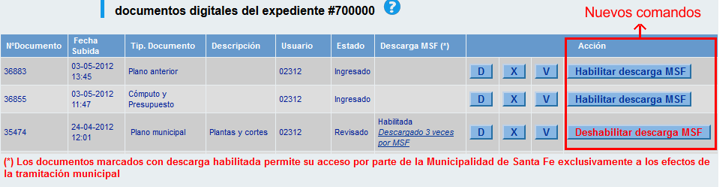 documentos digitales del expediente #700000 ?
Nuevos comandos
NºDocumento Fecha Subida Tip. Documento Descripción Usuario Estado Descarga MSF (*) Acción
36883 03-05-2012 13:45 Plano anterior 02312 Ingresado D X V Habilitar descarga MSF
36855 03-05-2012 11:47 Cómputo y Presupuesto 02312 Ingresado D X V Habilitar descarga MSF
35474 24-04-2012 12:01 Plano municipal Plantas y cortes 02312 Revisado Habilitada Descargado 3 veces por MSF D X V Deshabilitar descarga MSF
(*) Los documentos marcados con descarga habilitada permite su acceso por parte de la Municipalidad de Santa Fe exclusivamente a los efectos de
la tramitación municipal